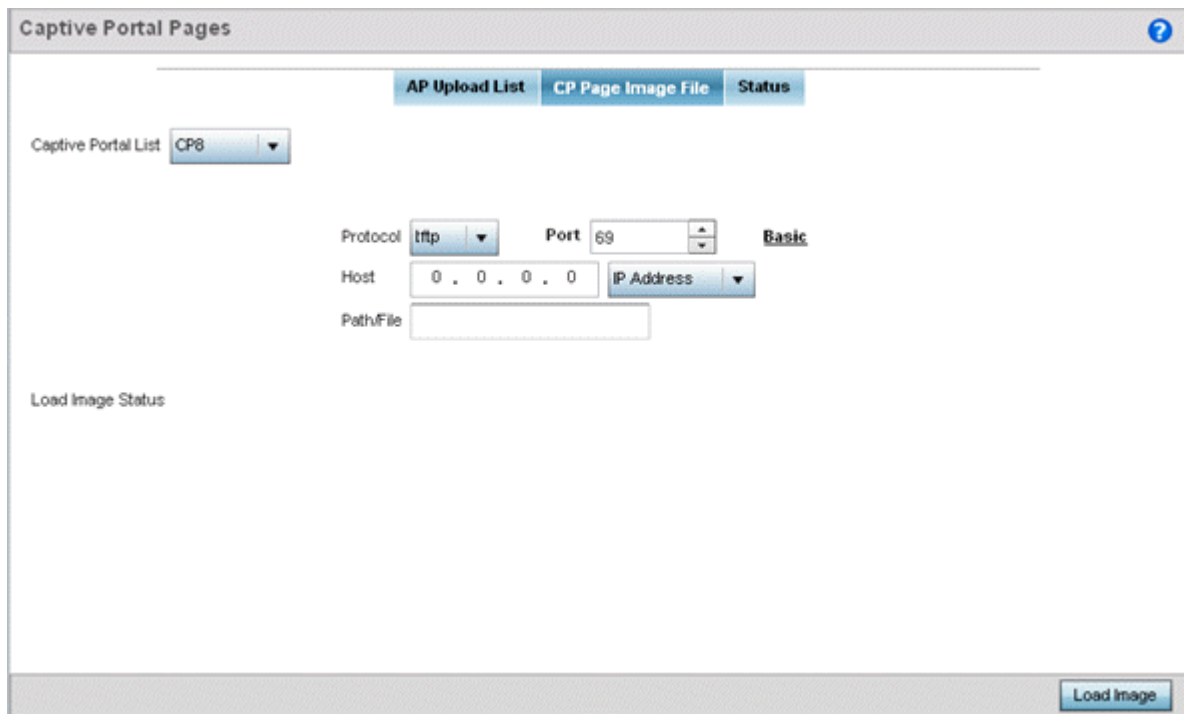 Captive Portal Pages ?
AP Upload List CP Page Image File Status
Captive Portal List CP8
Protocol tftp Port 69 Basic
Host 0 . 0 . 0 . 0 IP Address
Path/File
Load Image Status
Load Image